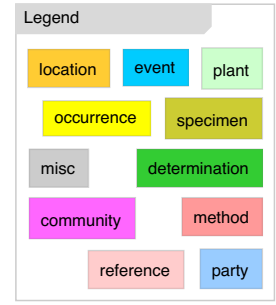 Legend
location event plant
occurrence specimen
misc determination
community method
reference party